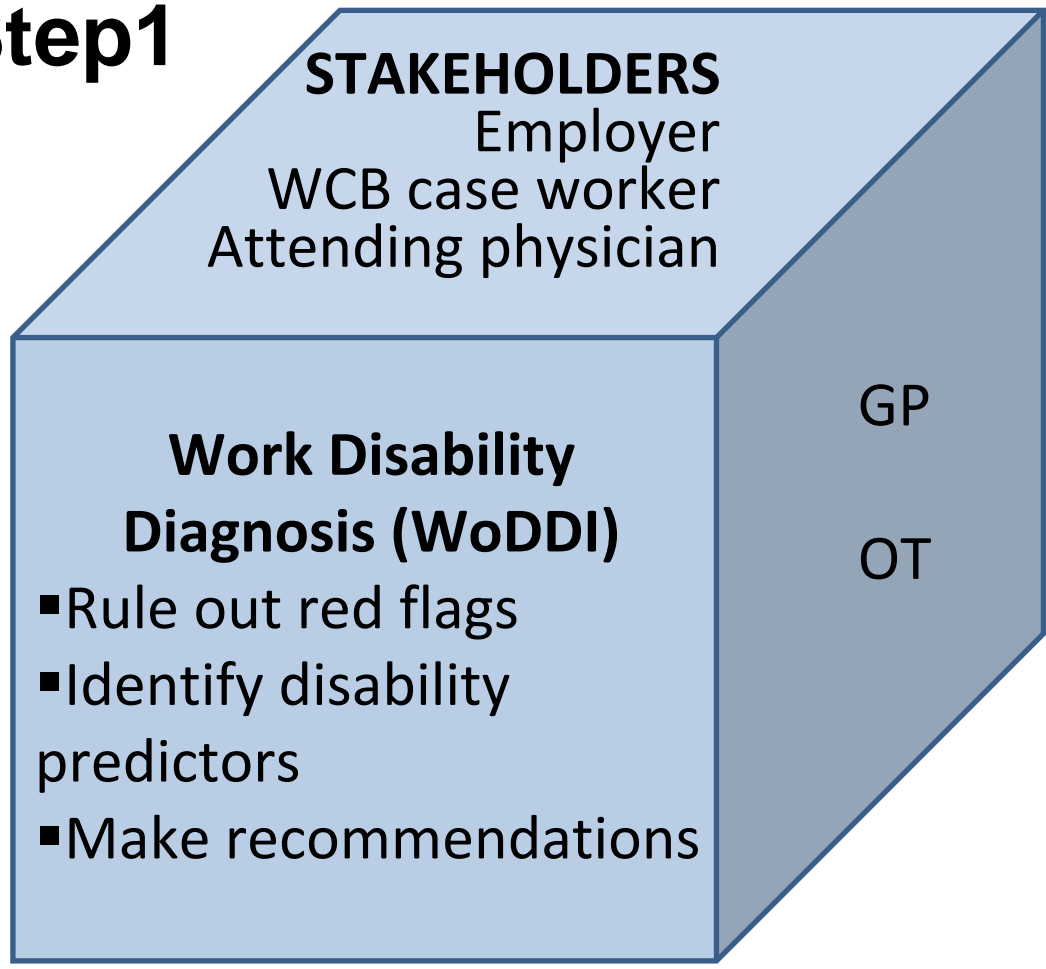 Step1
STAKEHOLDERS
Employer
WCB case worker
Attending physician
Work Disability
Diagnosis (WoDDI)
▪Rule out red flags
▪Identify disability
predictors
▪Make recommendations
GP
OT